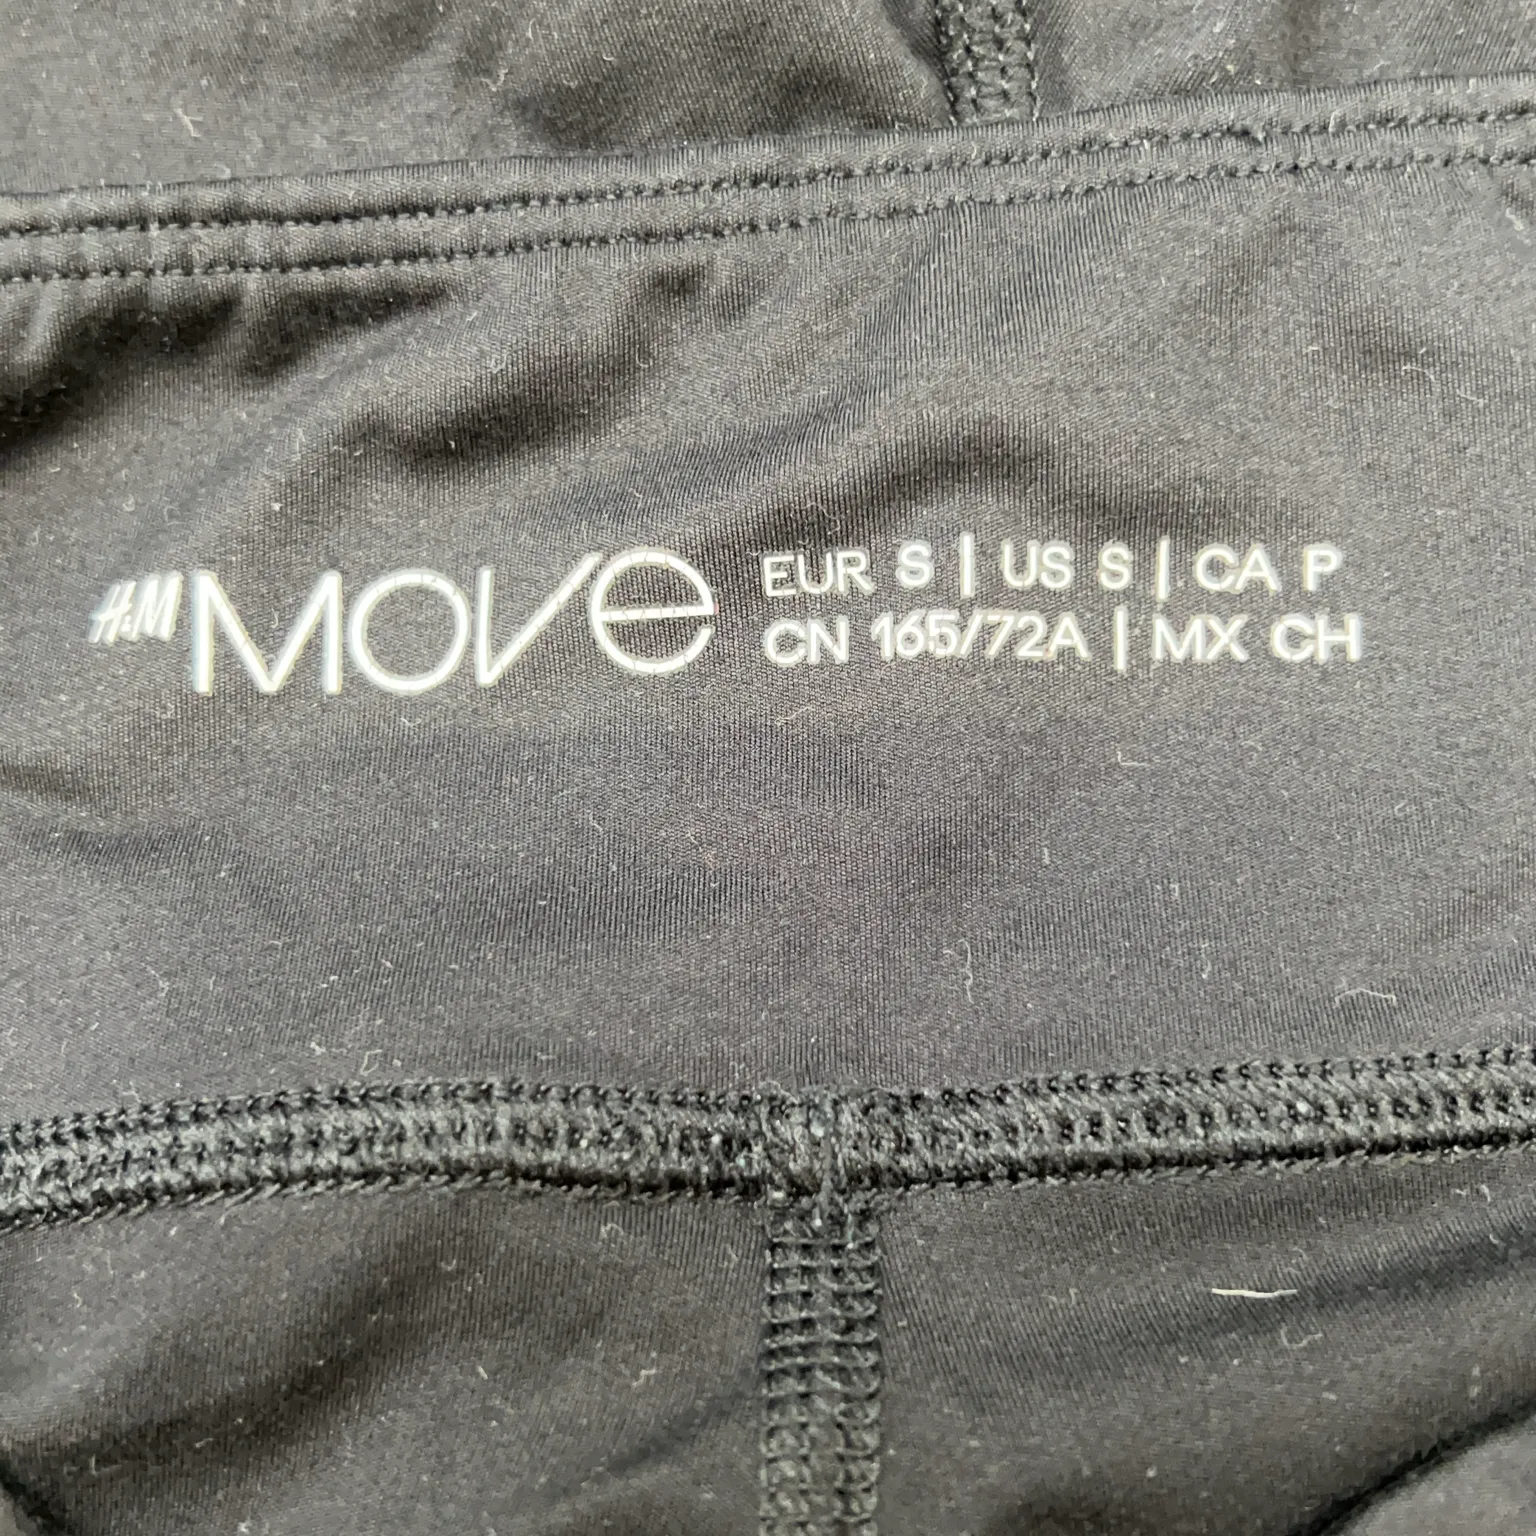 H&M MOVE
EUR S | US S | CA P
CN 165/72A | MX CH